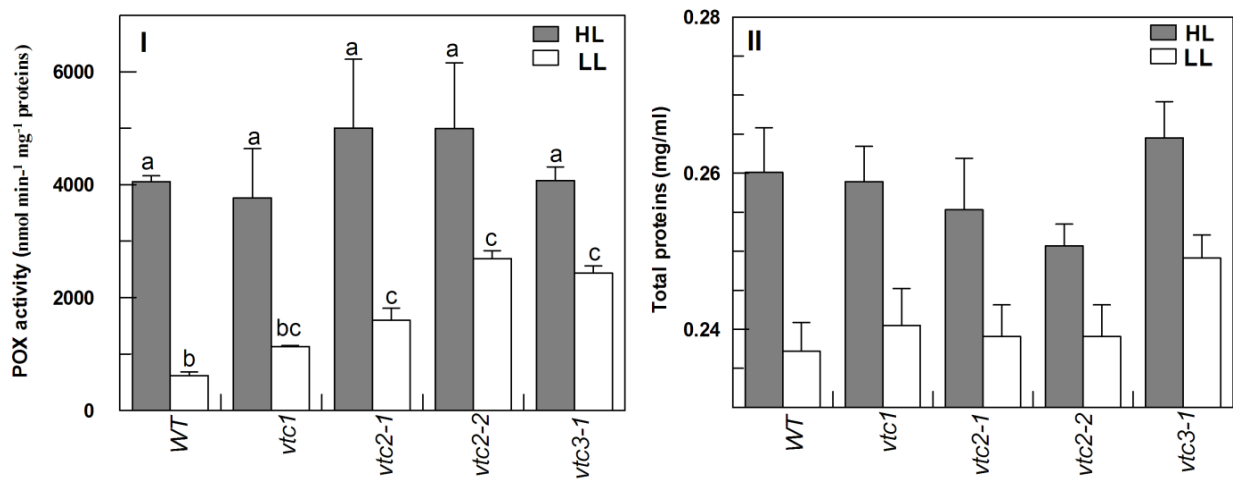 I
HL
LL
POX activity (nmol min-¹ mg⁻¹ proteins)
6000
4000
2000
0
a
a
a
a
a
b
bc
c
c
c
WT
vtc1
vtc2-1
vtc2-2
vtc3-1
II
HL
LL
Total proteins (mg/ml)
0.28
0.26
0.24
WT
vtc1
vtc2-1
vtc2-2
vtc3-1